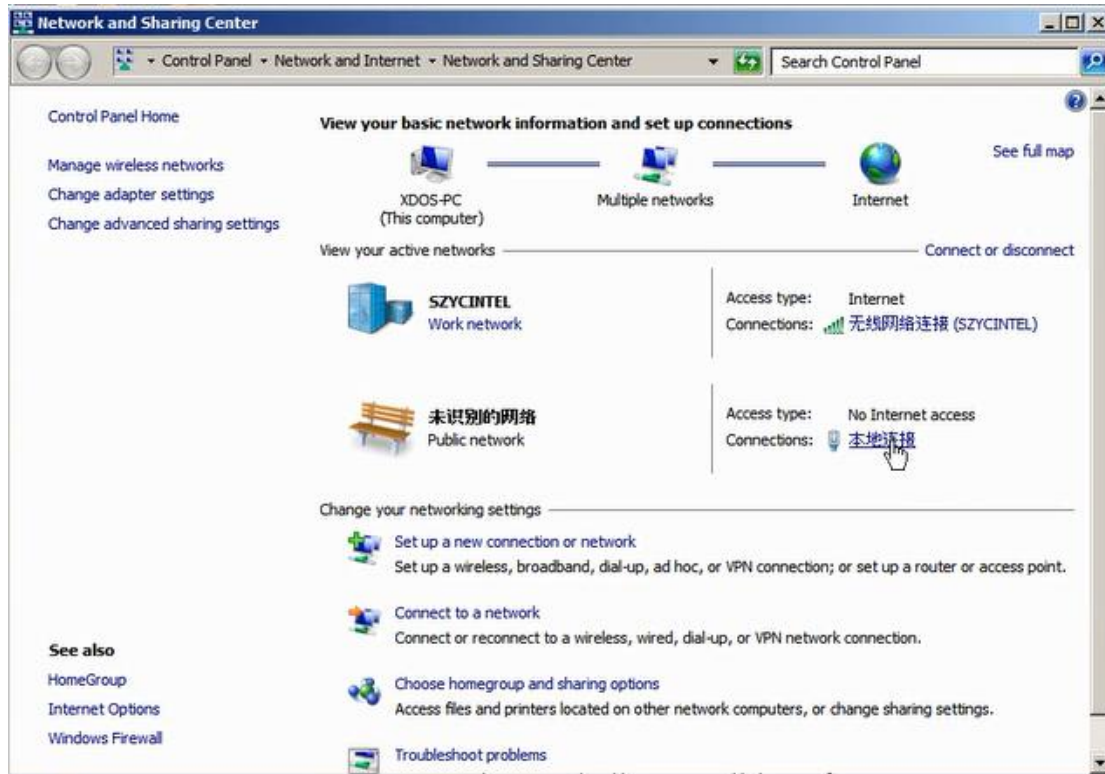 Network and Sharing Center
Control Panel Network and Internet Network and Sharing Center
Search Control Panel
Control Panel Home
Manage wireless networks
Change adapter settings
Change advanced sharing settings
View your basic network information and set up connections
See full map
XDOS-PC
(This computer)
Multiple networks
Internet
View your active networks
Connect or disconnect
SZYCINTEL
Work network
Access type: Internet
Connections: 无线网络连接 (SZYCINTEL)
未识别的网络
Public network
Access type: No Internet access
Connections: 本地连接
Change your networking settings
Set up a new connection or network
Set up a wireless, broadband, dial-up, ad hoc, or VPN connection; or set up a router or access point.
Connect to a network
Connect or reconnect to a wireless, wired, dial-up, or VPN network connection.
Choose homegroup and sharing options
Access files and printers located on other network computers, or change sharing settings.
Troubleshoot problems
See also
HomeGroup
Internet Options
Windows Firewall